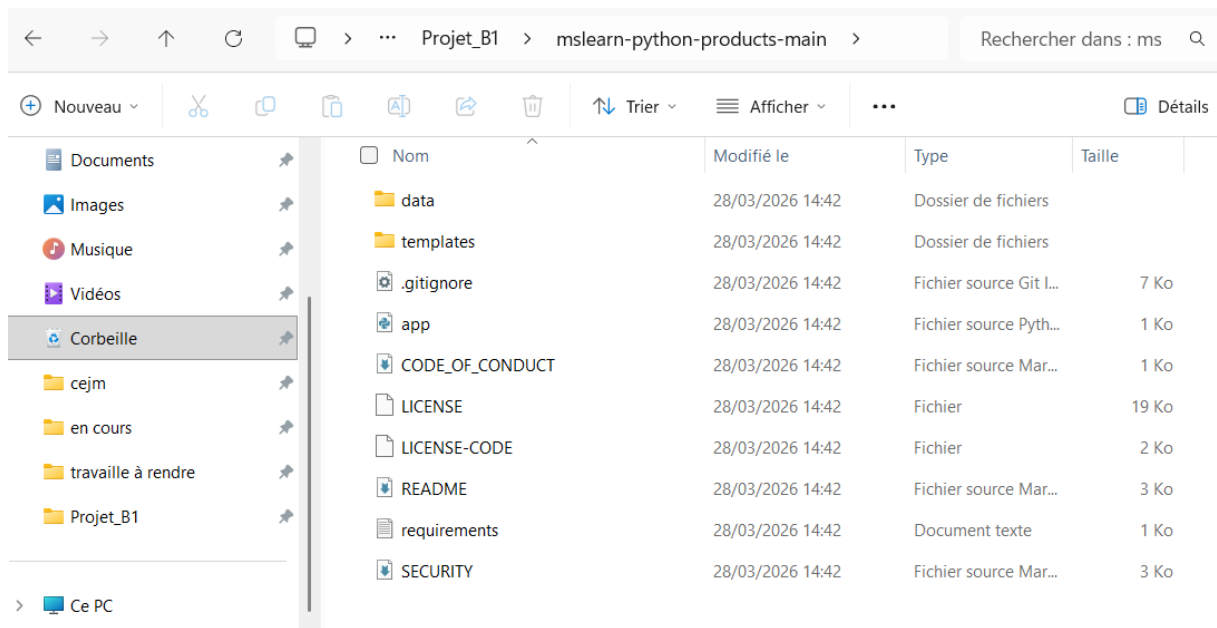 Projet_B1 > mslearn-python-products-main >
Rechercher dans : ms
Nouveau
Trier
Afficher
Détails
Documents
Images
Musique
Vidéos
Corbeille
cejm
en cours
travaille à rendre
Projet_B1
Ce PC
Nom Modifié le Type Taille
data 28/03/2026 14:42 Dossier de fichiers
templates 28/03/2026 14:42 Dossier de fichiers
.gitignore 28/03/2026 14:42 Fichier source Git I... 7 Ko
app 28/03/2026 14:42 Fichier source Pyth... 1 Ko
CODE_OF_CONDUCT 28/03/2026 14:42 Fichier source Mar... 1 Ko
LICENSE 28/03/2026 14:42 Fichier 19 Ko
LICENSE-CODE 28/03/2026 14:42 Fichier 2 Ko
README 28/03/2026 14:42 Fichier source Mar... 3 Ko
requirements 28/03/2026 14:42 Document texte 1 Ko
SECURITY 28/03/2026 14:42 Fichier source Mar... 3 Ko